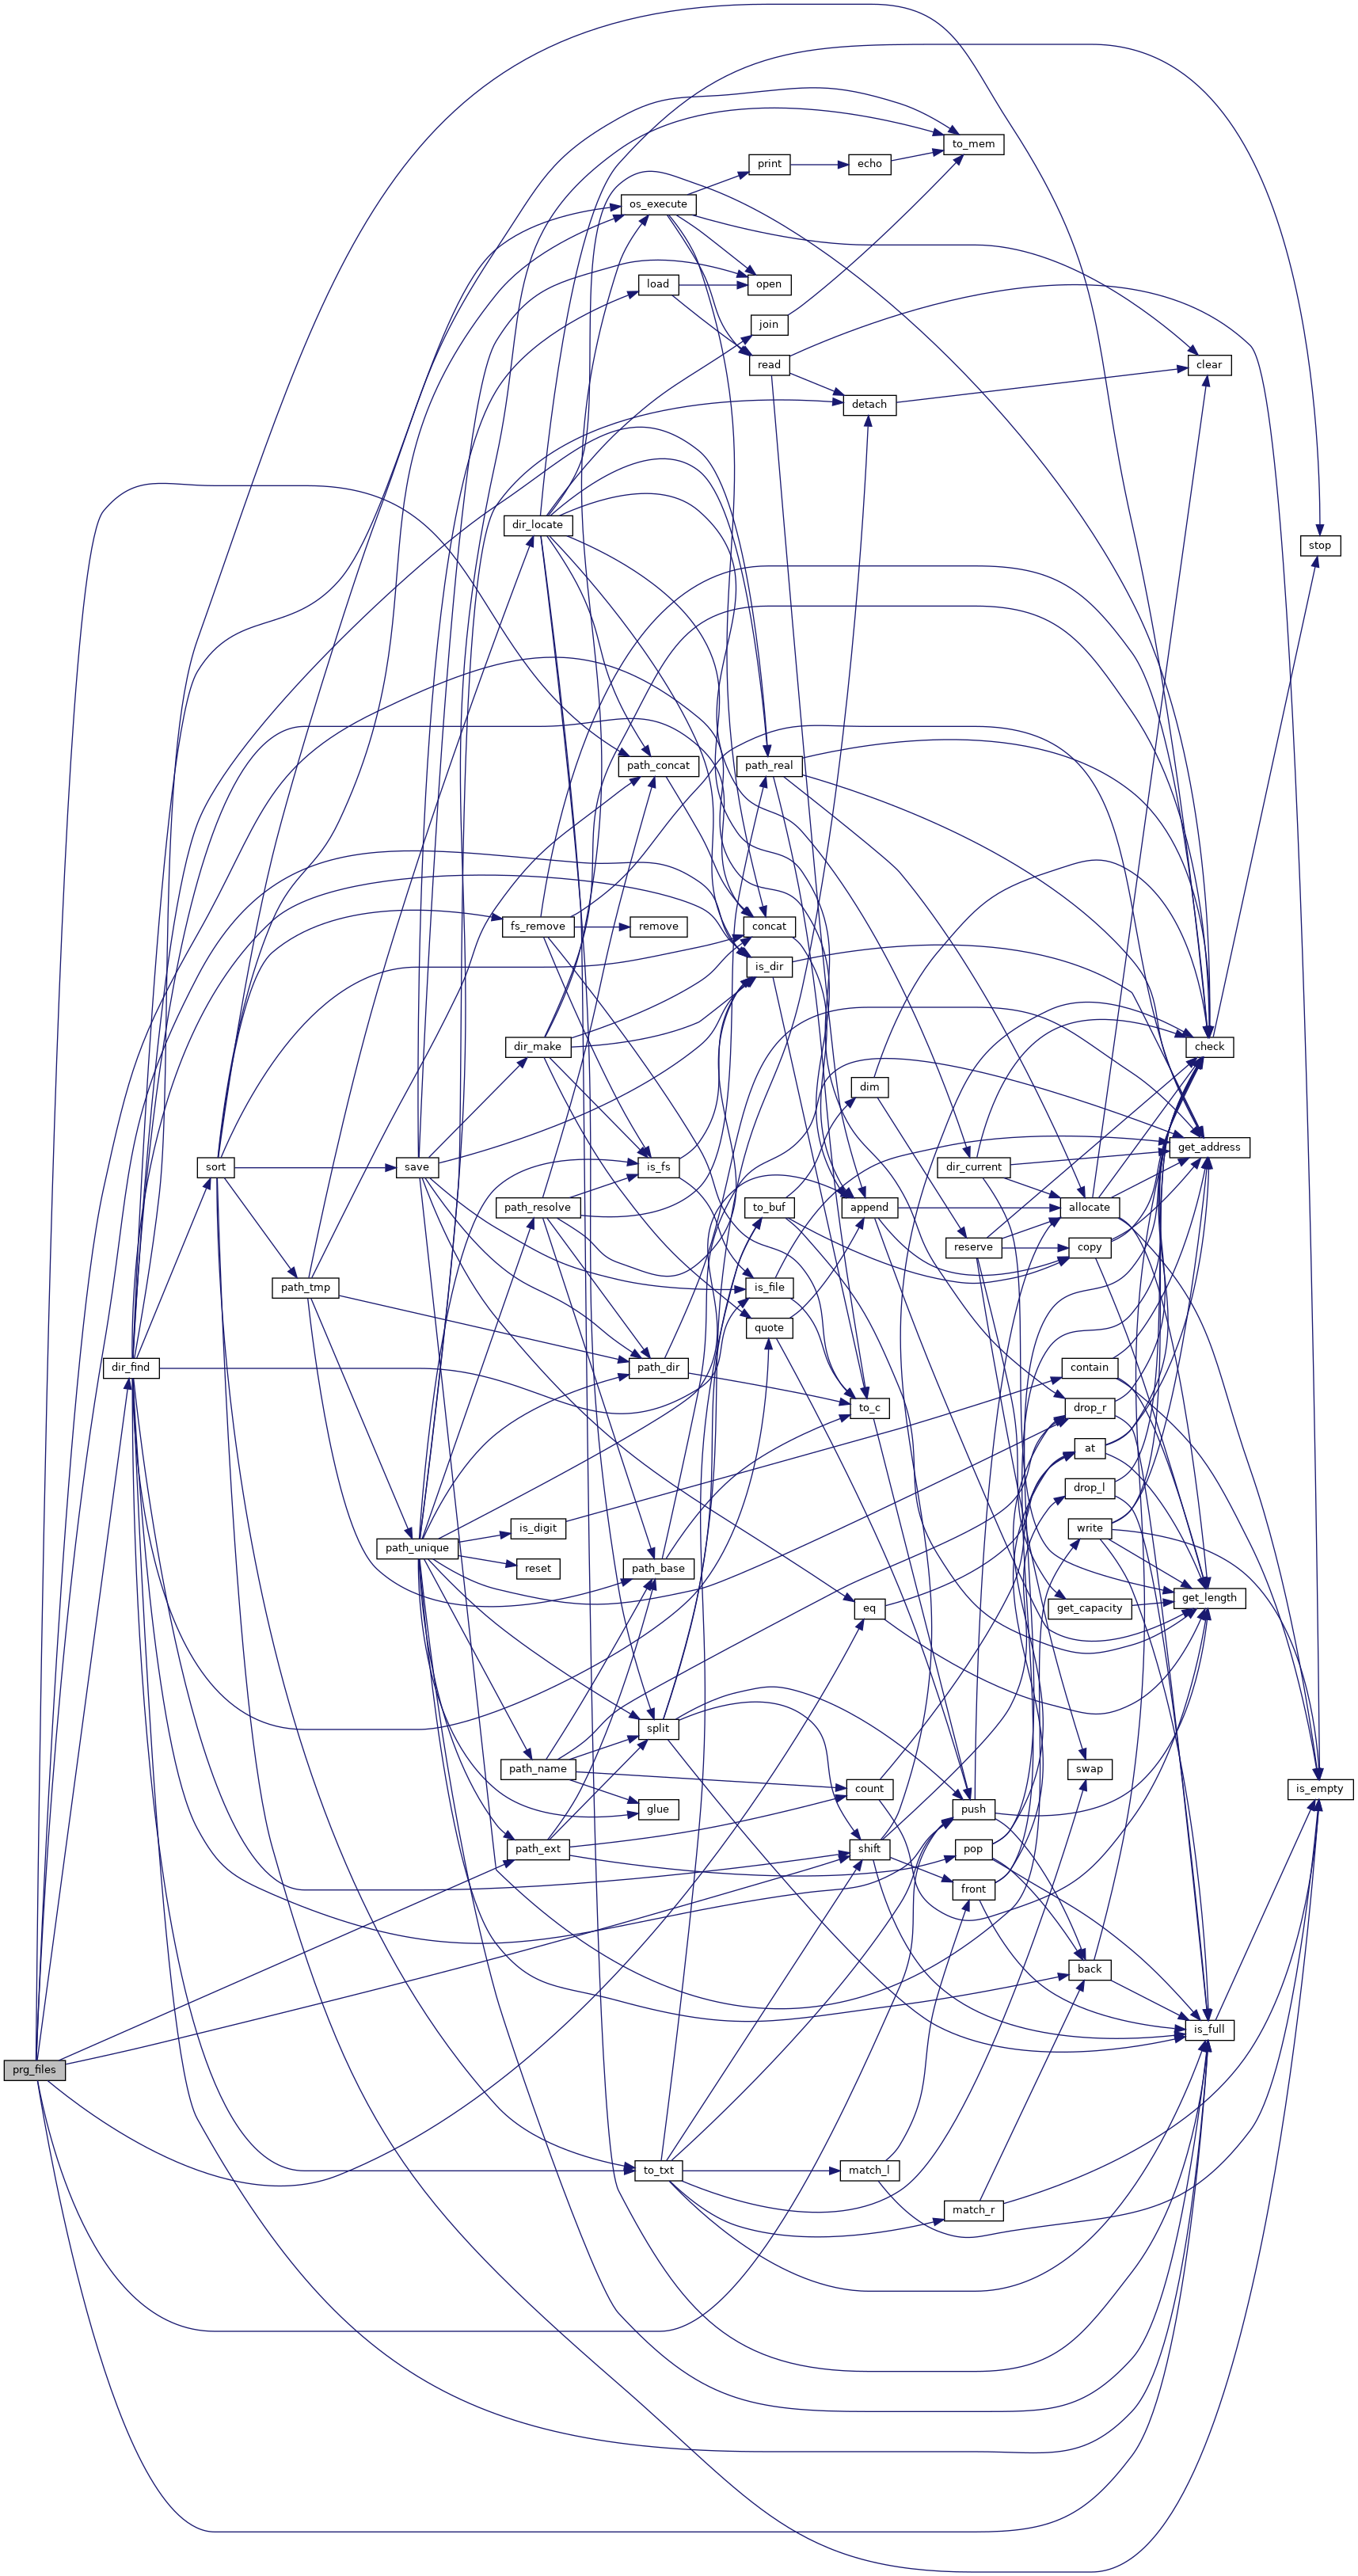 to_mem
print
echo
os_execute
load
open
join
read
clear
detach
dir_locate
stop
path_concat
path_real
fs_remove
remove
concat
is_dir
dir_make
check
dim
get_address
sort
save
is_fs
dir_current
path_resolve
to_buf
append
allocate
reserve
copy
path_tmp
is_file
quote
dir_find
path_dir
contain
to_c
drop_r
at
drop_l
is_digit
write
path_unique
reset
path_base
get_length
eq
get_capacity
split
path_name
swap
count
is_empty
glue
push
path_ext
shift
pop
front
back
is_full
prg_files
to_txt
match_l
match_r